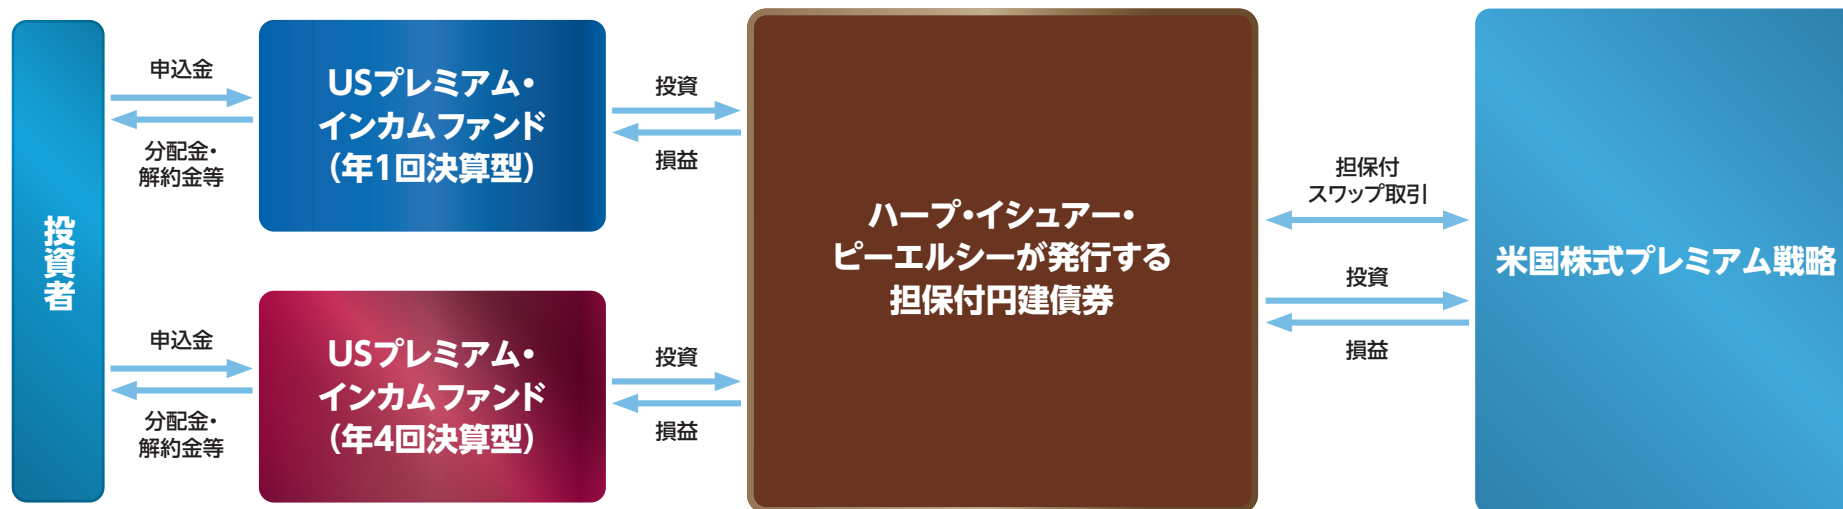 投資者
申込金
分配金・
解約金等
USプレミアム・
インカムファンド
(年1回決算型)
投資
損益
申込金
分配金・
解約金等
USプレミアム・
インカムファンド
(年4回決算型)
投資
損益
ハープ・イシュアー・
ピーエルシーが発行する
担保付円建債券
担保付
スワップ取引
投資
損益
米国株式プレミアム戦略